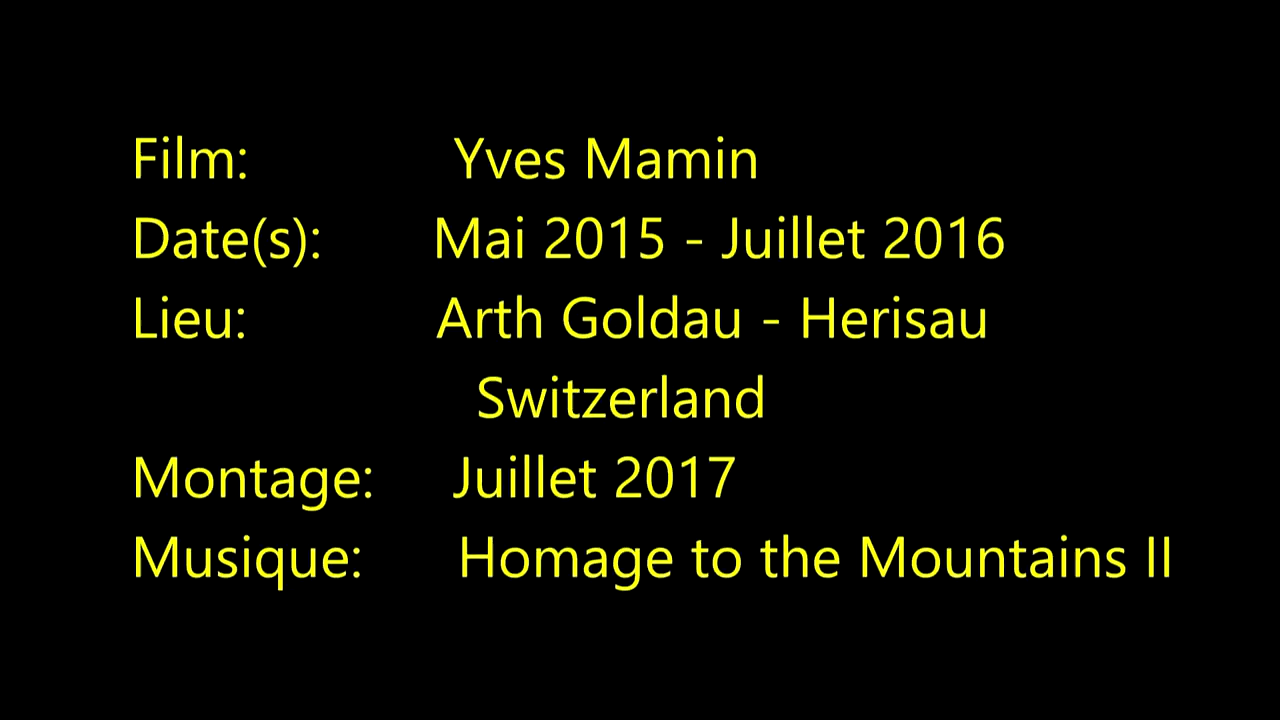 Film: Yves Mamin
Date(s): Mai 2015 - Juillet 2016
Lieu: Arth Goldau - Herisau
Switzerland
Montage: Juillet 2017
Musique: Homage to the Mountains II